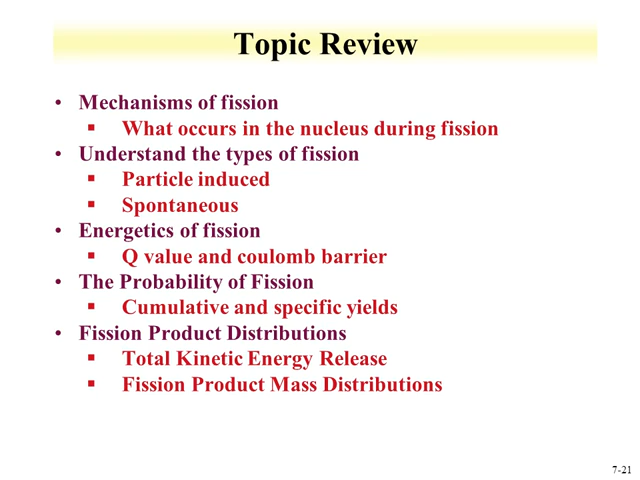 Topic Review
• Mechanisms of fission
▪ What occurs in the nucleus during fission
• Understand the types of fission
▪ Particle induced
▪ Spontaneous
• Energetics of fission
▪ Q value and coulomb barrier
• The Probability of Fission
▪ Cumulative and specific yields
• Fission Product Distributions
▪ Total Kinetic Energy Release
▪ Fission Product Mass Distributions
7-21